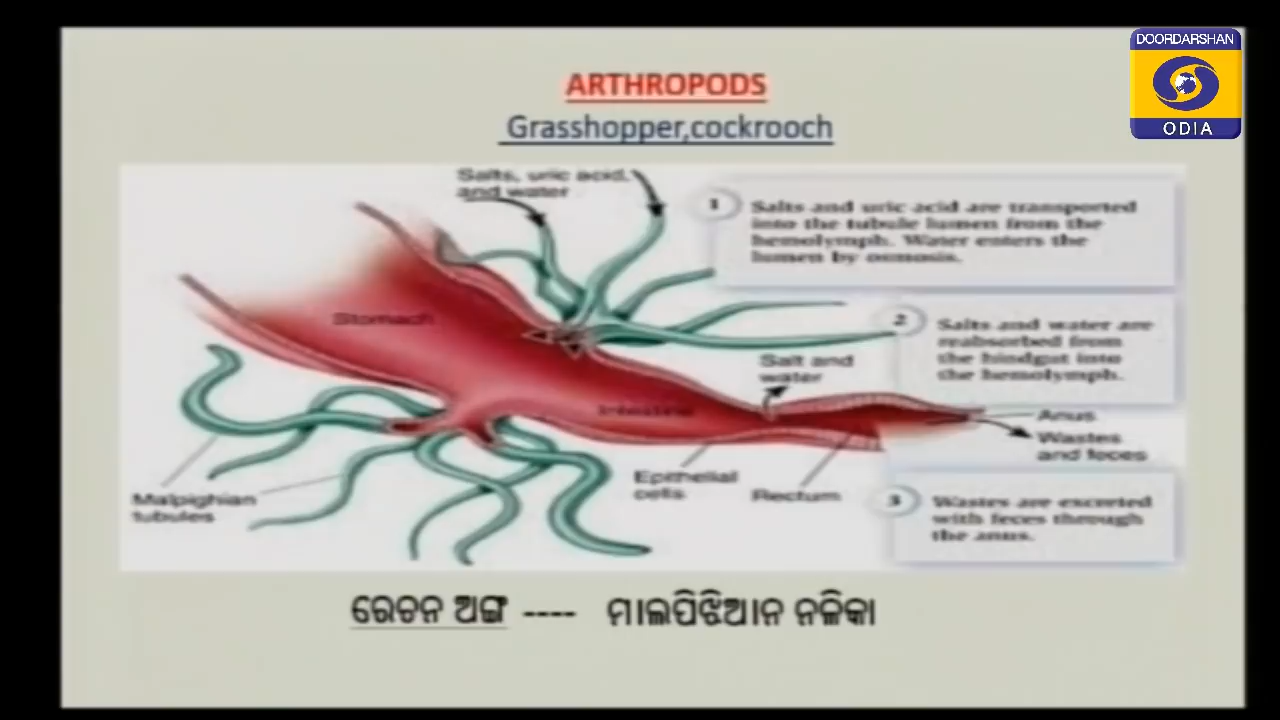 DOORDARSHAN
ODIA
ARTHROPODS
Grasshopper,cockrooch
Salts, uric acid,
and water
1
Salts and uric acid are transported
into the tubule lumen from the
hemolymph. Water enters the
lumen by osmosis.
Stomach
2
Salts and water are
reabsorbed from
the hindgut into
the hemolymph.
Salt and
water
Intestine
Anus
Wastes
and feces
Epithelial
cells
Rectum
Malpighian
tubules
3
Wastes are excreted
with feces through
the anus.
ରେଚନ ଅଙ୍ଗ ---- ମାଲପିଝିଆନ ନଳିକା